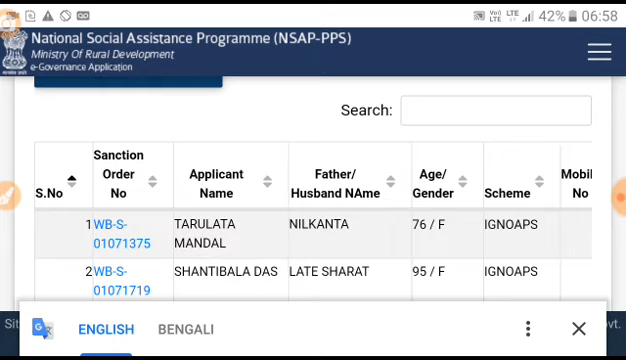 42% 06:58
National Social Assistance Programme (NSAP-PPS)
Ministry Of Rural Development
e-Governance Application
Search:
S.No Sanction Order No Applicant Name Father/ Husband NAme Age/ Gender Scheme Mobil No
1 WB-S-01071375 TARULATA MANDAL NILKANTA 76 / F IGNOAPS
2 WB-S-01071719 SHANTIBALA DAS LATE SHARAT 95 / F IGNOAPS
Sit vt.
ENGLISH BENGALI